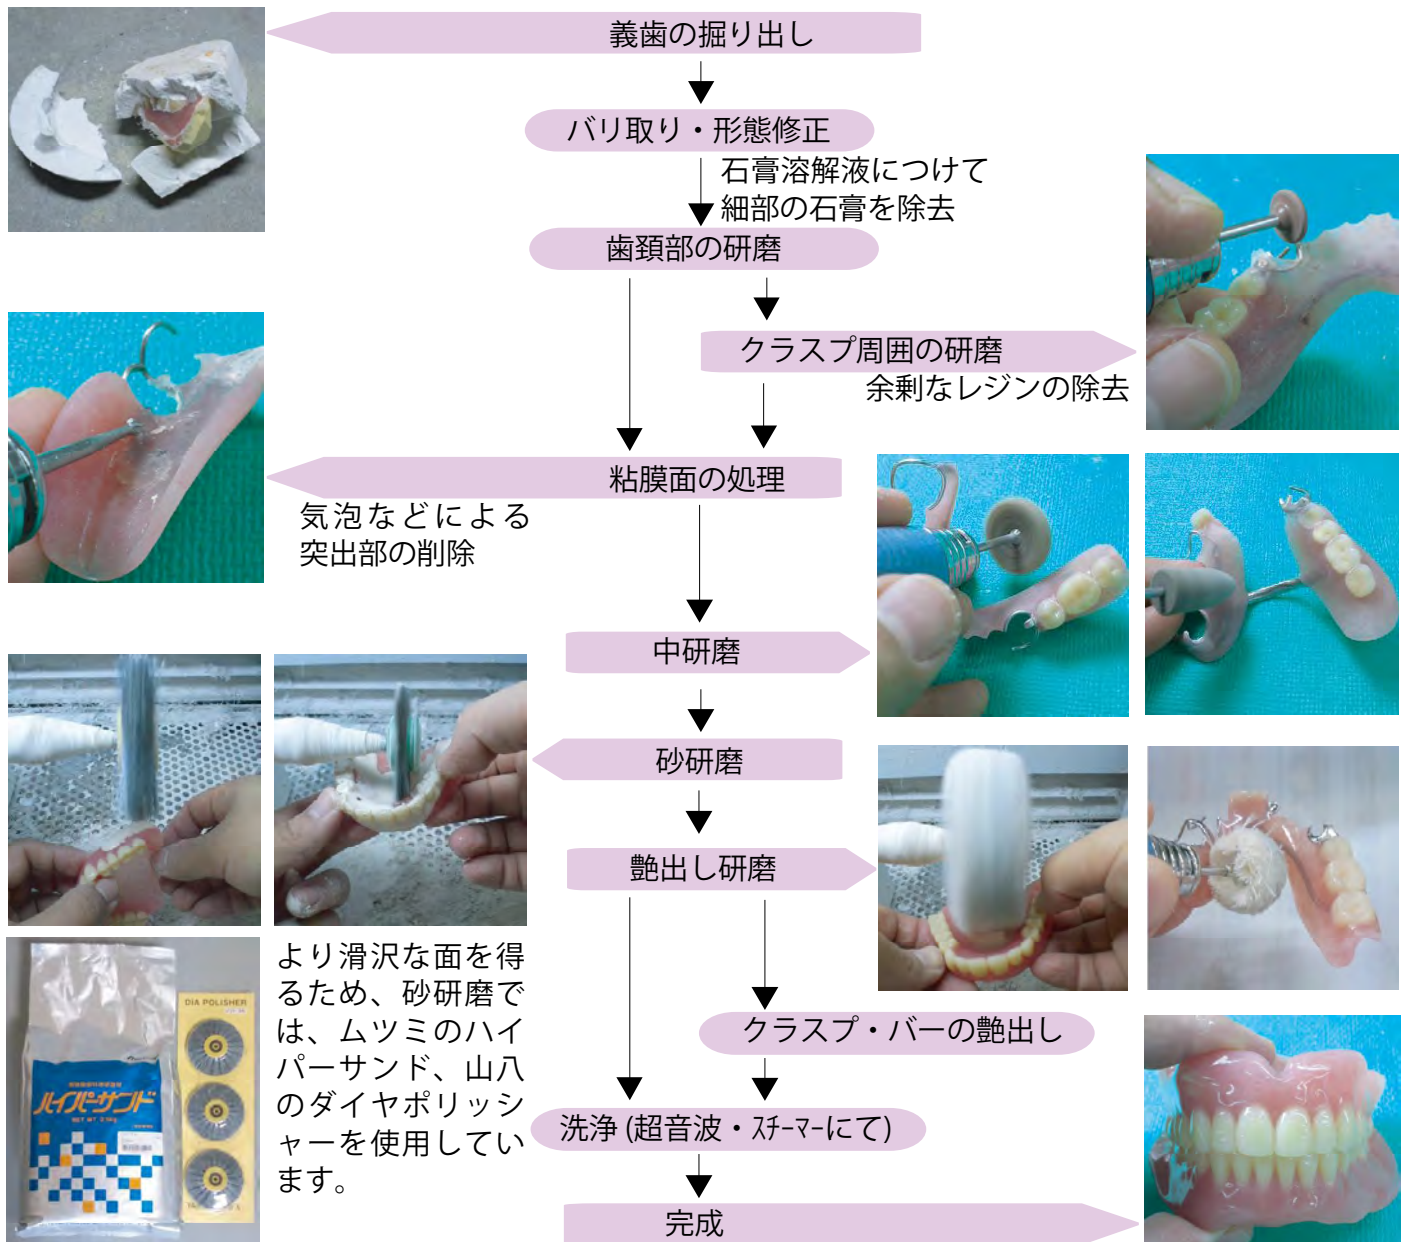 義歯の掘り出し
バリ取り・形態修正
石膏溶解液につけて
細部の石膏を除去
歯頚部の研磨
クラスプ周囲の研磨
余剰なレジンの除去
粘膜面の処理
気泡などによる
突出部の削除
中研磨
砂研磨
艶出し研磨
より滑沢な面を得
るため、砂研磨で
は、ムツミのハイ
パーサンド、山八
のダイヤポリッシ
ャーを使用してい
ます。
DIA POLISHER
ハイパーサンド
クラスプ・バーの艶出し
洗浄(超音波・スチーマーにて)
完成